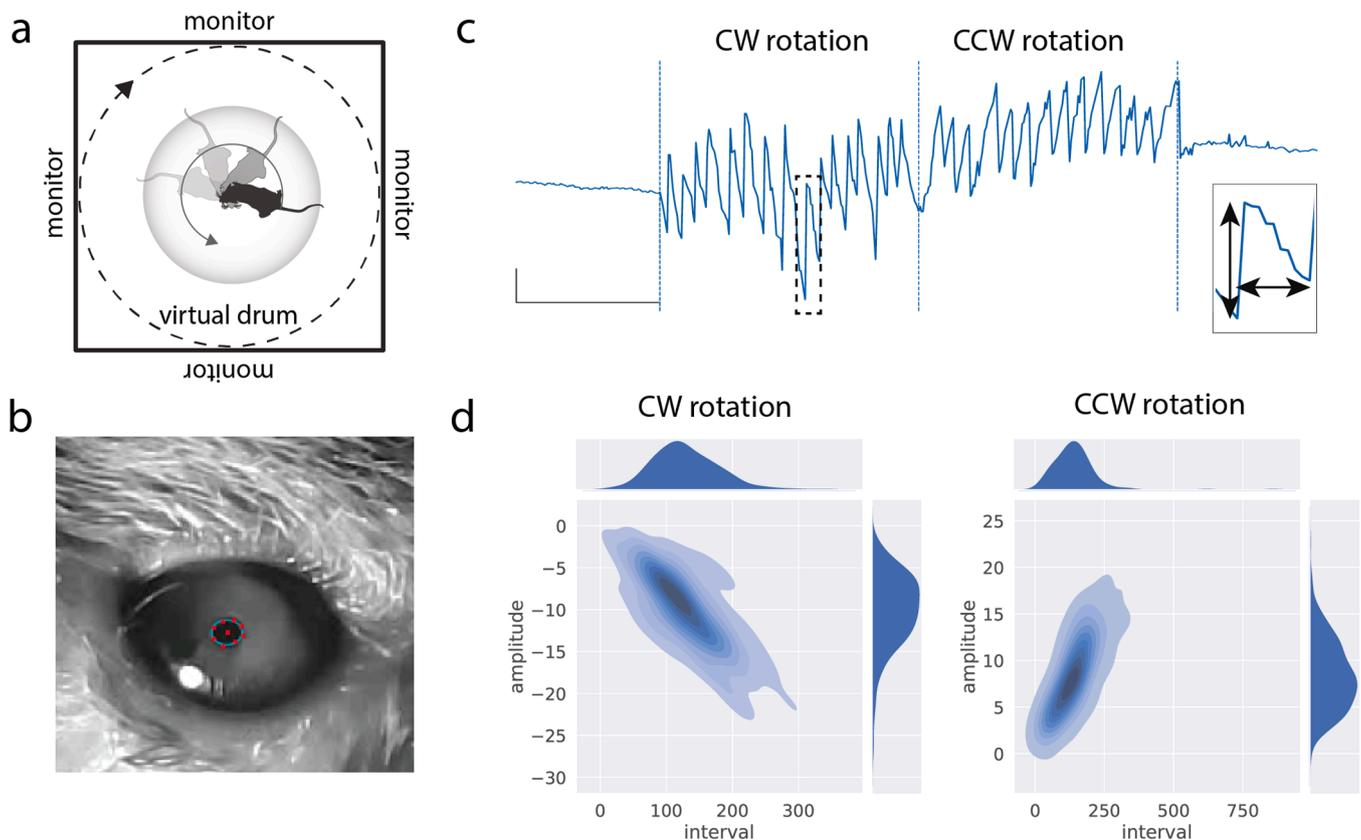 a
monitor
monitor
monitor
virtual drum
monitor
b
c
CW rotation
CCW rotation
d
CW rotation
0
−5
−10
−15
−20
−25
−30
amplitude
0
100
200
300
interval
CCW rotation
25
20
15
10
5
0
amplitude
0
250
500
750
interval